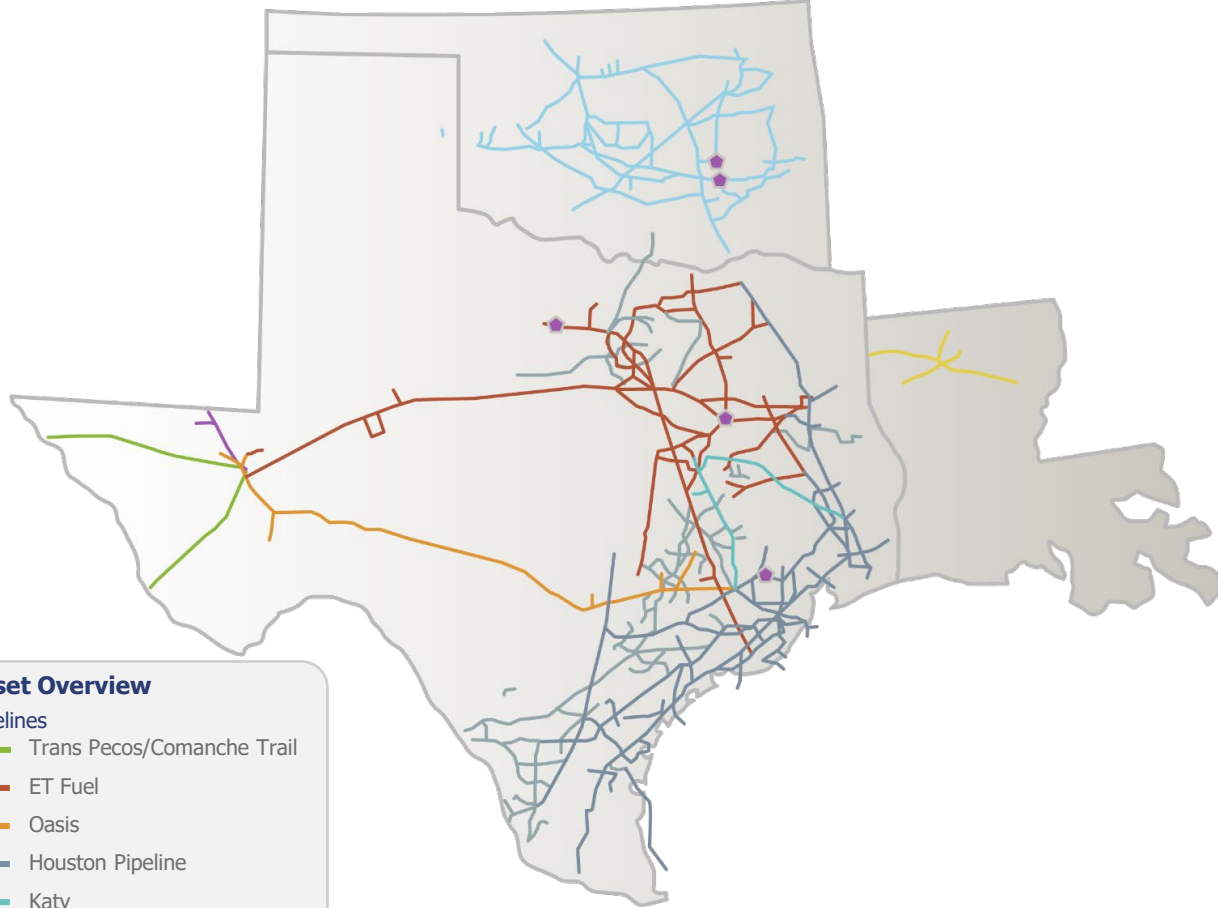 set Overview
elines
Trans Pecos/Comanche Trail
ET Fuel
Oasis
Houston Pipeline
Katy